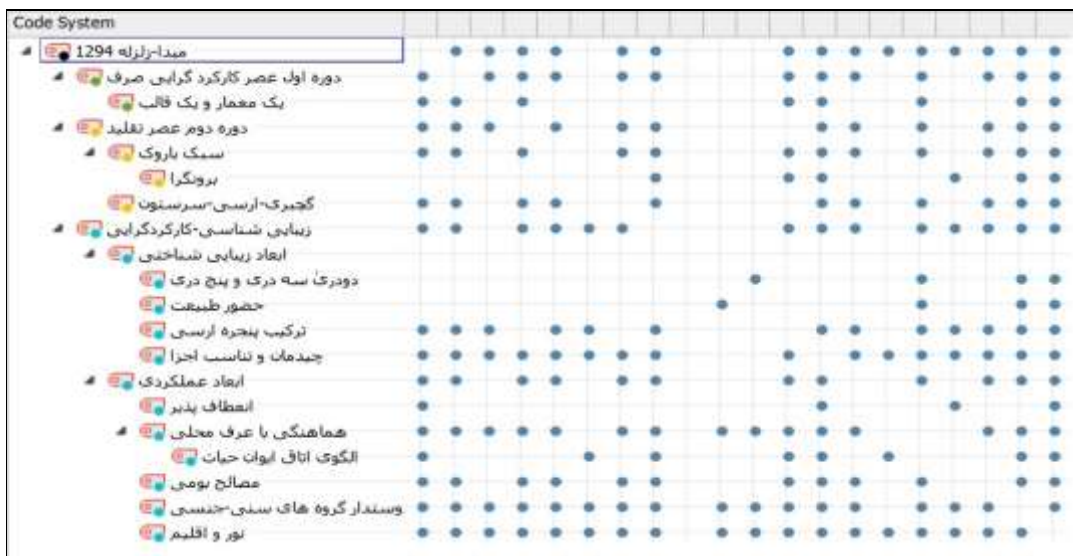 Code System
مبدا-زلزله 1294
دوره اول عصر کارکرد گرایی صرف
یک معمار و یک قالب
دوره دوم عصر تقلید
سبک باروک
برونگرا
گچبری-ارسی-سرستون
زیبایی شناسی-کارکردگرایی
ابعاد زیبایی شناختی
دودری سه دری و پنج دری
حضور طبیعت
ترکیب پنجره ارسی
چیدمان و تناسب اجزا
ابعاد عملکردی
انعطاف پذیر
هماهنگی با عرف محلی
الگوی اتاق ایوان حیات
مصالح بومی
وستدار گروه های سنی-جنسی
نور و اقلیم